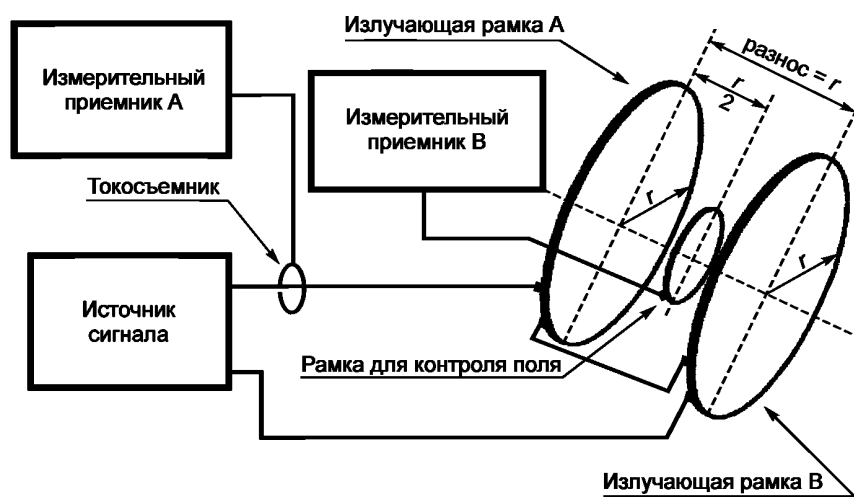 Излучающая рамка А
разнос = r
r
2
Измерительный
приемник А
Измерительный
приемник В
Токосъемник
r
r
Источник
сигнала
Рамка для контроля поля
Излучающая рамка В